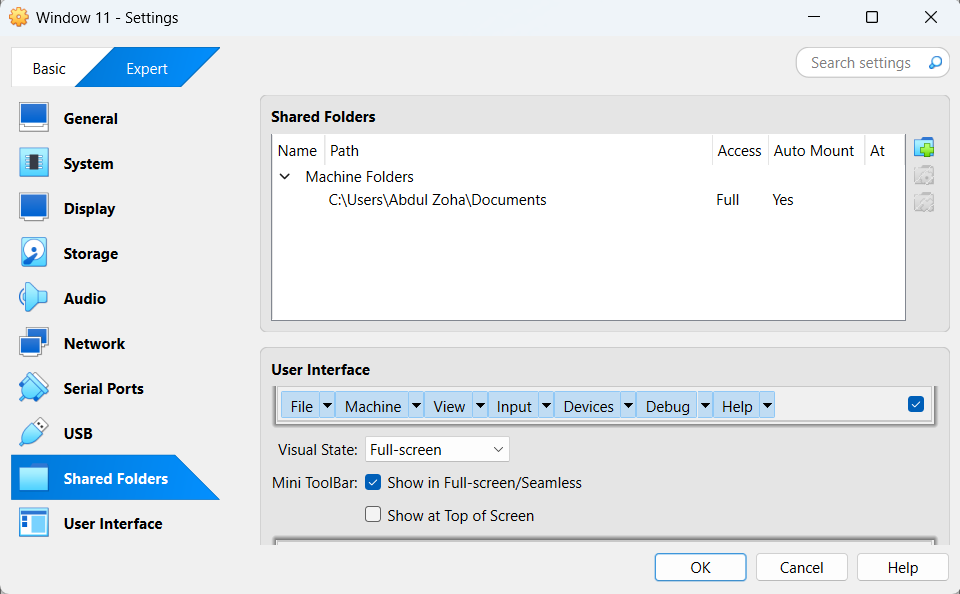 Window 11 - Settings
Basic
Expert
Search settings
General
System
Display
Storage
Audio
Network
Serial Ports
USB
Shared Folders
User Interface
Shared Folders
Name Path Access Auto Mount At
Machine Folders
C:\Users\Abdul Zoha\Documents Full Yes
User Interface
File Machine View Input Devices Debug Help
Visual State: Full-screen
Mini ToolBar: Show in Full-screen/Seamless
Show at Top of Screen
OK Cancel Help